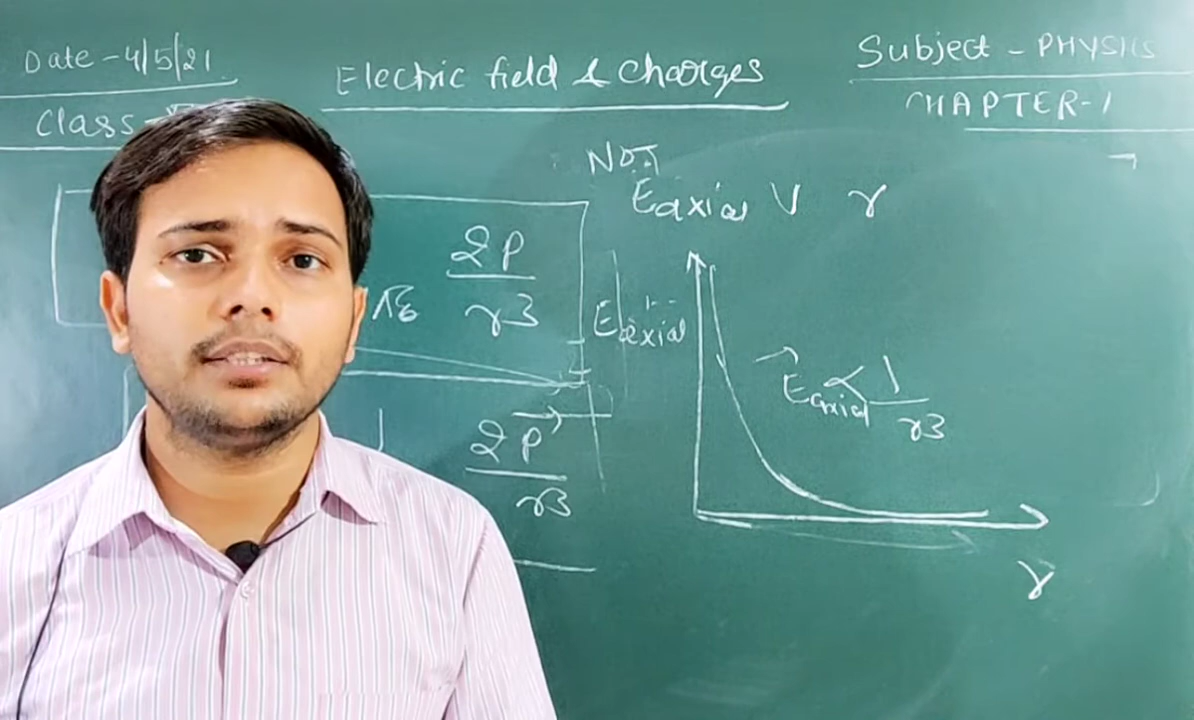 Date - 4/5/21
Class -
Electric field & Charges
Subject - PHYSICS
CHAPTER-1
E axial V r
2p
r3
E axial
E axial ∝ 1
r3
2p
r3
r